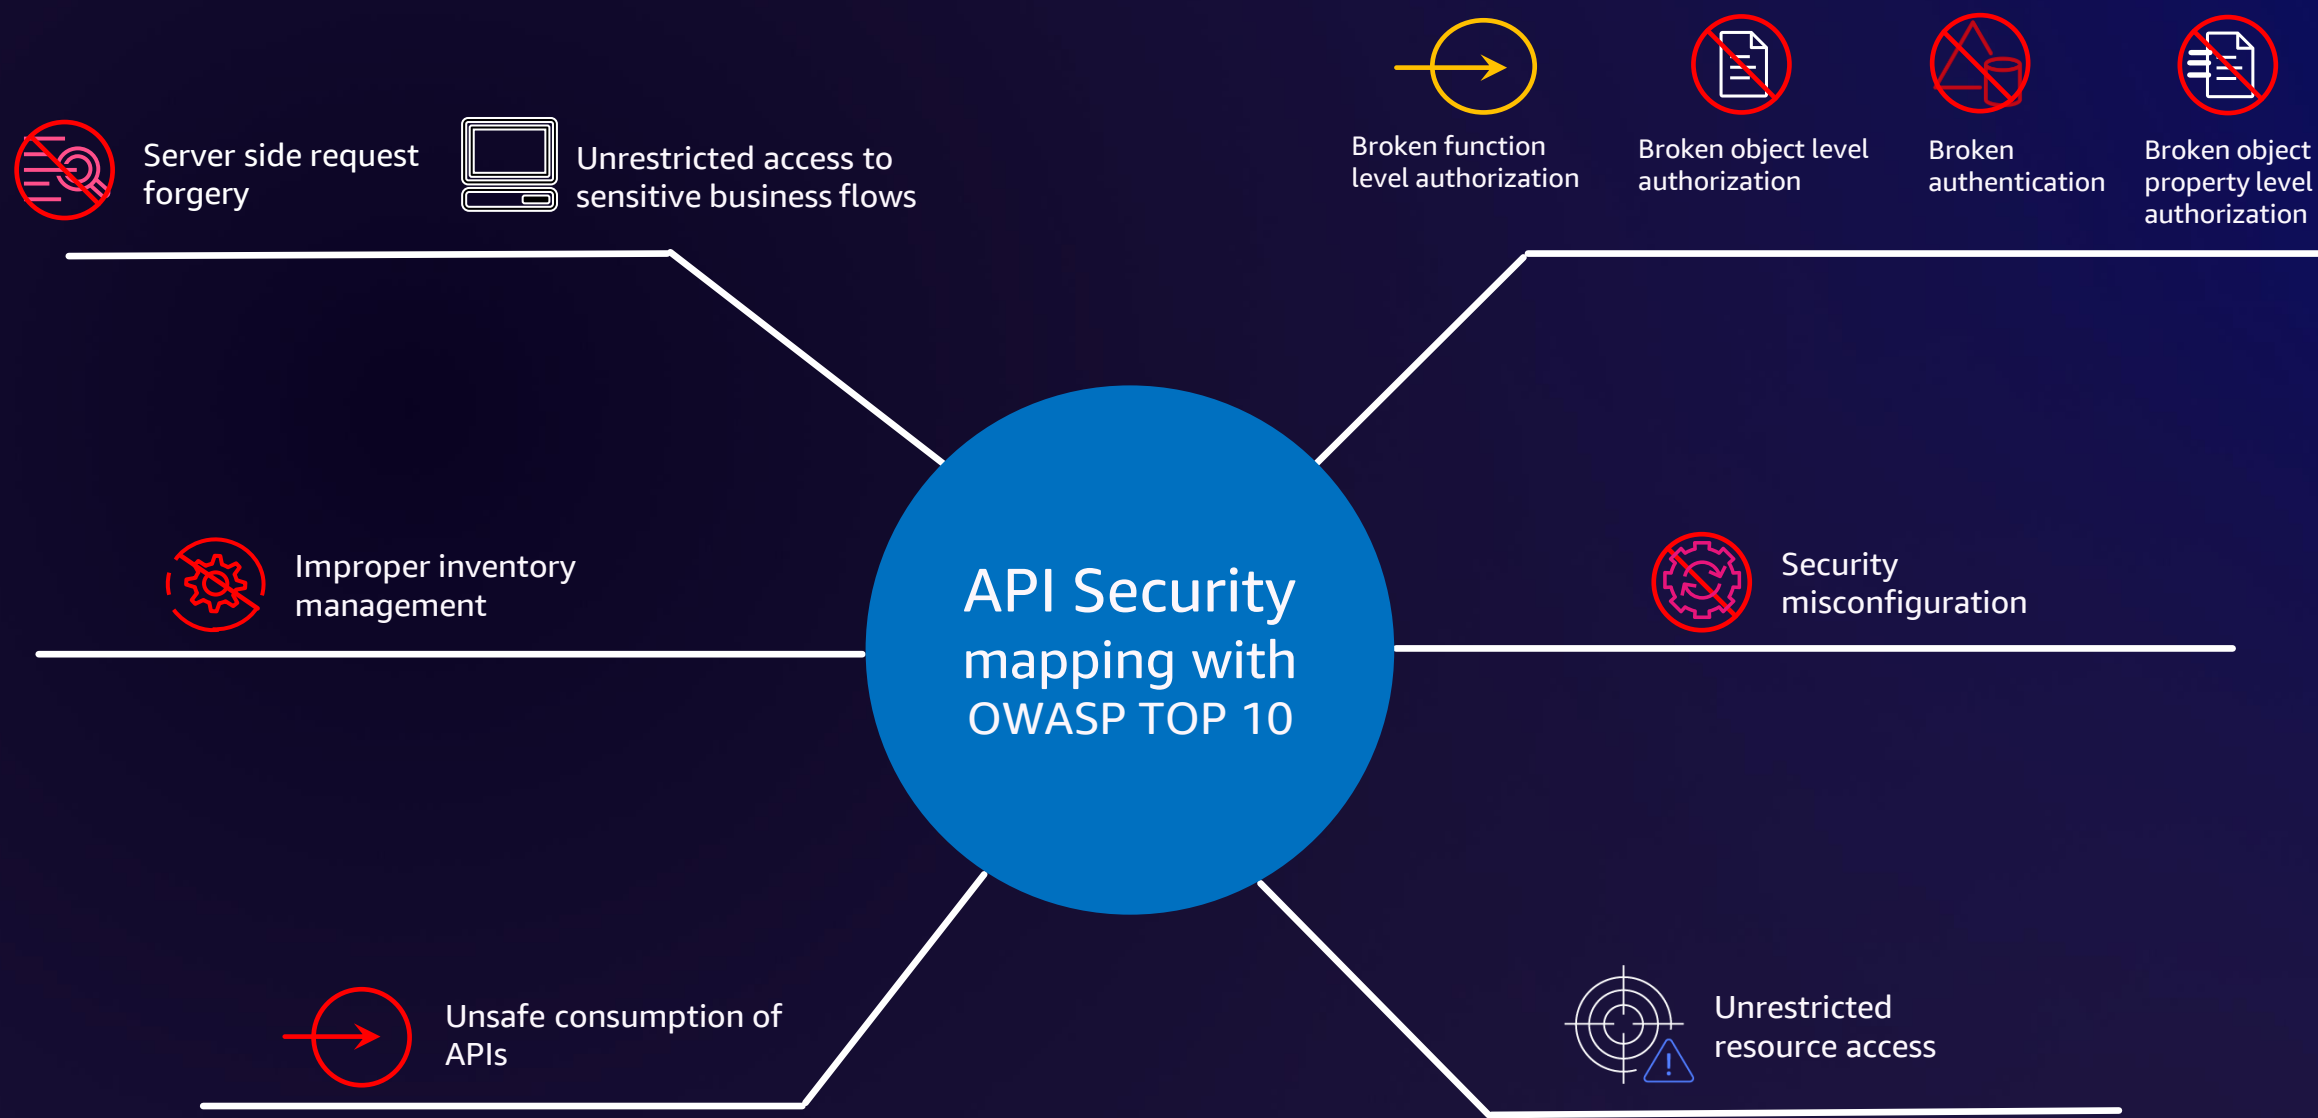 Server side request
forgery
Unrestricted access to
sensitive business flows
Broken function
level authorization
Broken object level
authorization
Broken
authentication
Broken object
property level
authorization
Improper inventory
management
API Security
mapping with
OWASP TOP 10
Security
misconfiguration
Unsafe consumption of
APIs
Unrestricted
resource access